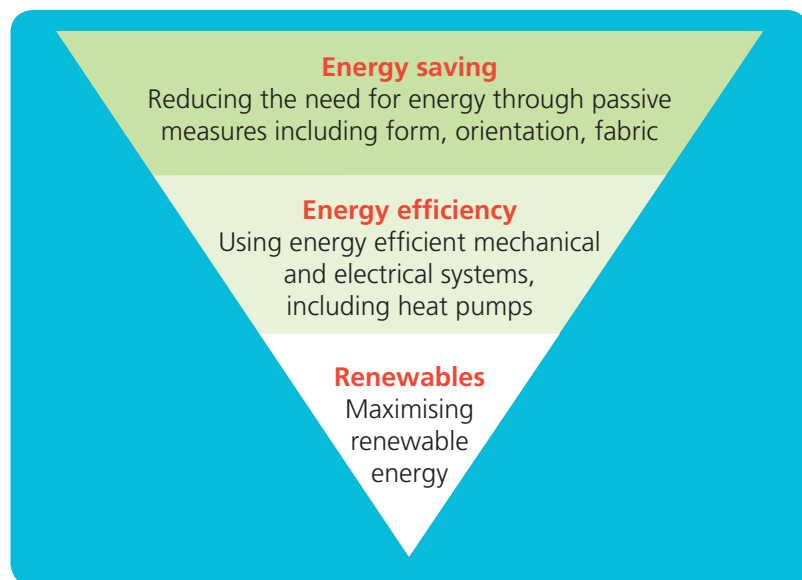 Energy saving
Reducing the need for energy through passive
measures including form, orientation, fabric
Energy efficiency
Using energy efficient mechanical
and electrical systems,
including heat pumps
Renewables
Maximising
renewable
energy